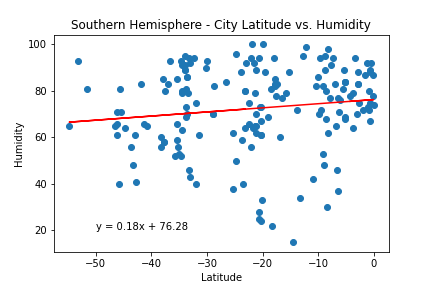 Southern Hemisphere - City Latitude vs. Humidity
100
80
60
40
20
Humidity
y = 0.18x + 76.28
−50
−40
−30
−20
−10
0
Latitude